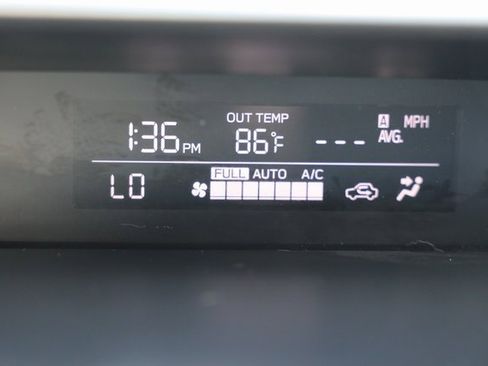 OUT TEMP A MPH
1:36 PM 86°F --- AVG.
FULL AUTO A/C
LO